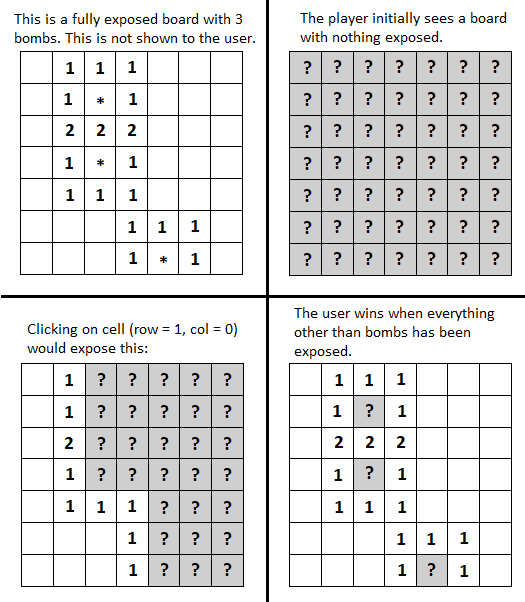 This is a fully exposed board with 3
bombs. This is not shown to the user.
1 1 1
1 * 1
2 2 2
1 * 1
1 1 1
1 1 1
1 * 1
The player initially sees a board
with nothing exposed.
? ? ? ? ? ? ?
? ? ? ? ? ? ?
? ? ? ? ? ? ?
? ? ? ? ? ? ?
? ? ? ? ? ? ?
? ? ? ? ? ? ?
? ? ? ? ? ? ?
Clicking on cell (row = 1, col = 0)
would expose this:
1 ? ? ? ? ?
1 ? ? ? ? ?
2 ? ? ? ? ?
1 ? ? ? ? ?
1 1 1 ? ? ?
1 ? ? ?
1 ? ? ?
The user wins when everything
other than bombs has been
exposed.
1 1 1
1 ? 1
2 2 2
1 ? 1
1 1 1
1 1 1
1 ? 1